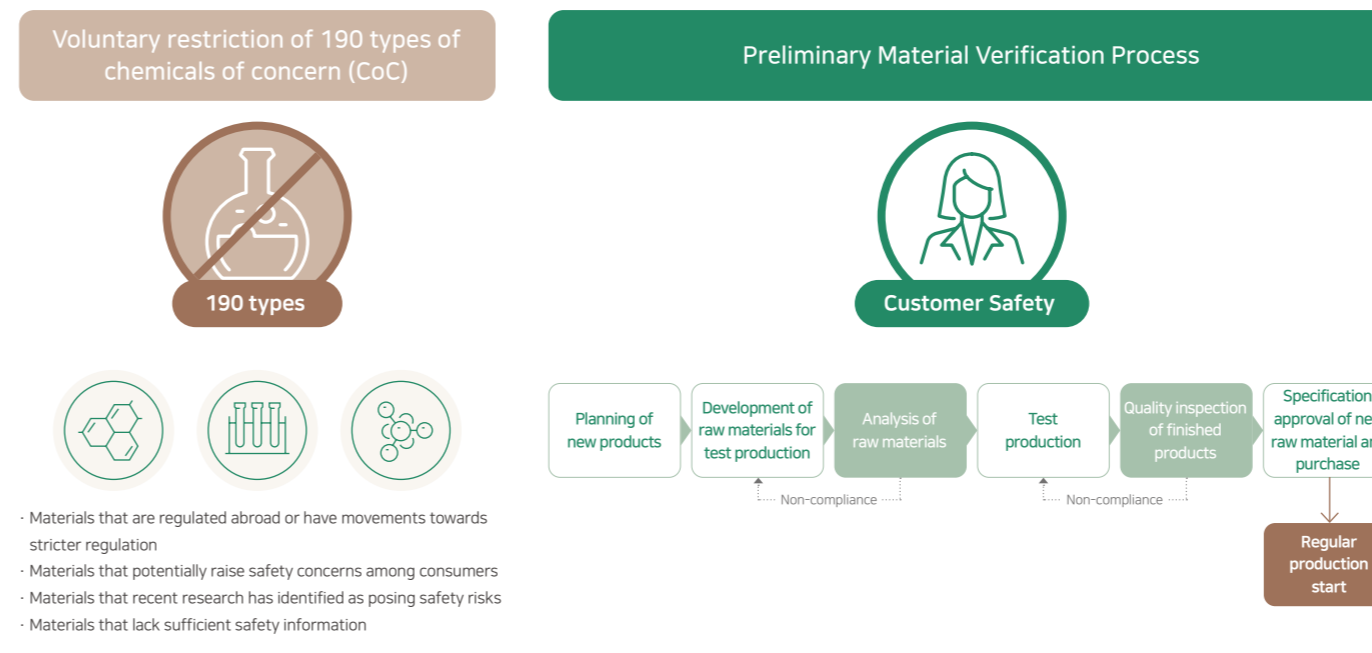 Voluntary restriction of 190 types of
chemicals of concern (CoC)
190 types
· Materials that are regulated abroad or have movements towards
stricter regulation
· Materials that potentially raise safety concerns among consumers
· Materials that recent research has identified as posing safety risks
· Materials that lack sufficient safety information
Preliminary Material Verification Process
Customer Safety
Planning of
new products
Development of
raw materials for
test production
Analysis of
raw materials
Test
production
Quality inspection
of finished
products
Specification
approval of
raw material
purchase
Non-compliance
Non-compliance
Regular
production
start